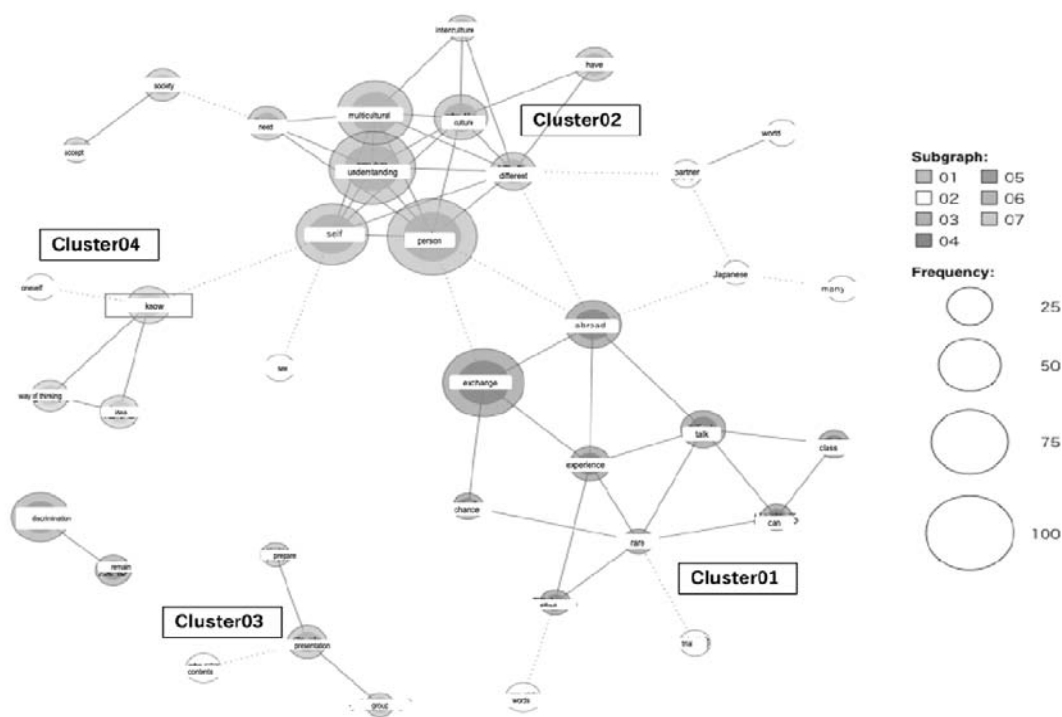 interculture
have
society
multicultural
culture
Cluster02
need
world
accept
understanding
different
partner
self
person
Cluster04
Japanese
many
oneself
know
see
abroad
exchange
way of thinking
idea
talk
class
experience
chance
can
discrimination
rare
remain
prepare
Cluster01
Cluster03
presentation
trial
contents
words
group
Subgraph:
01 05
02 06
03 07
04
Frequency:
25
50
75
100